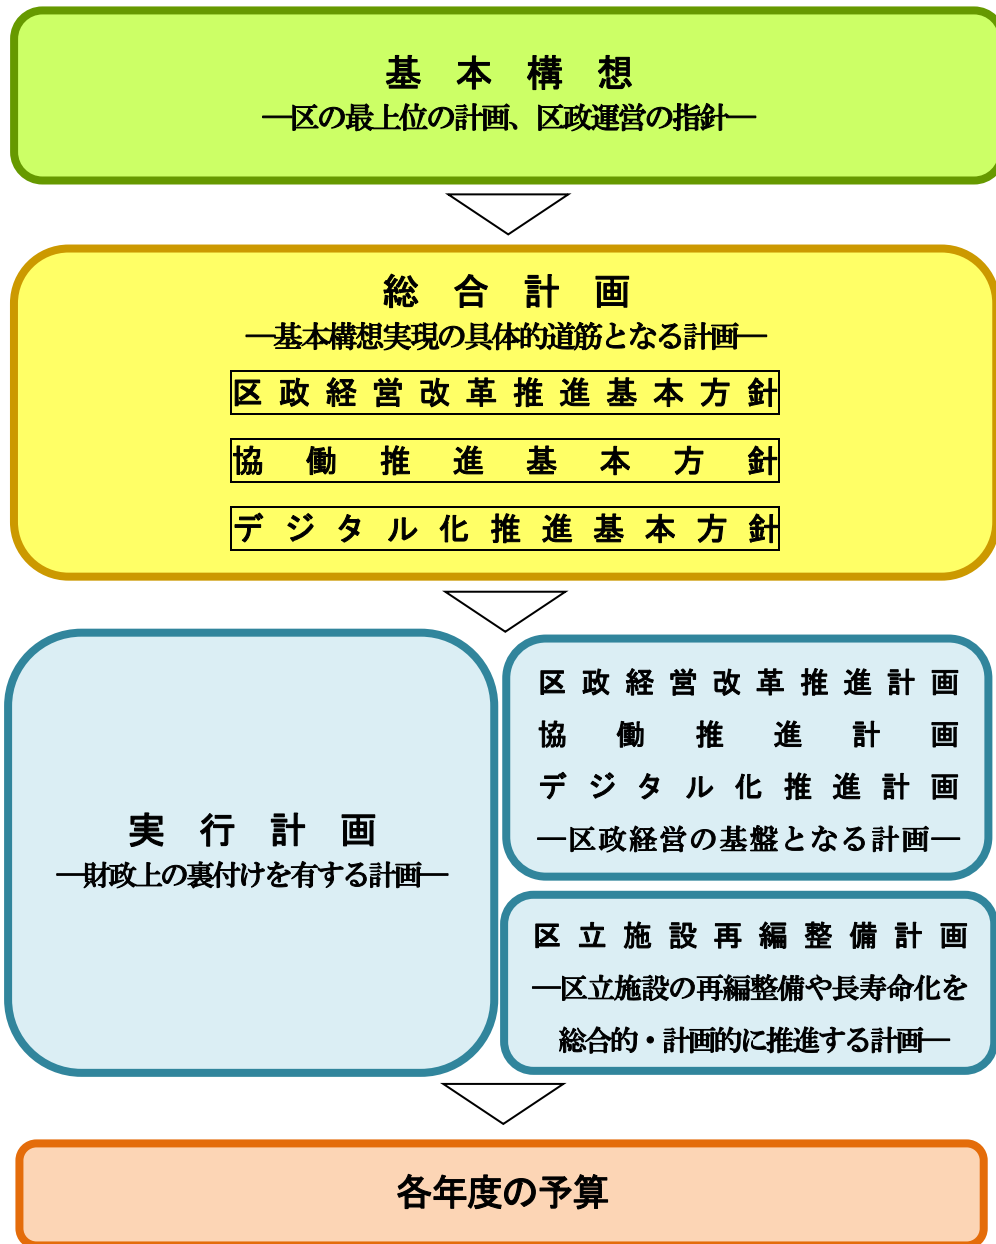 基本構想
―区の最上位の計画、区政運営の指針―
総合計画
―基本構想実現の具体的道筋となる計画―
区政経営改革推進基本方針
協働推進基本方針
デジタル化推進基本方針
実行計画
―財政上の裏付けを有する計画―
区政経営改革推進計画
協働推進計画
デジタル化推進計画
―区政経営の基盤となる計画―
区立施設再編整備計画
―区立施設の再編整備や長寿命化を
総合的・計画的に推進する計画―
各年度の予算